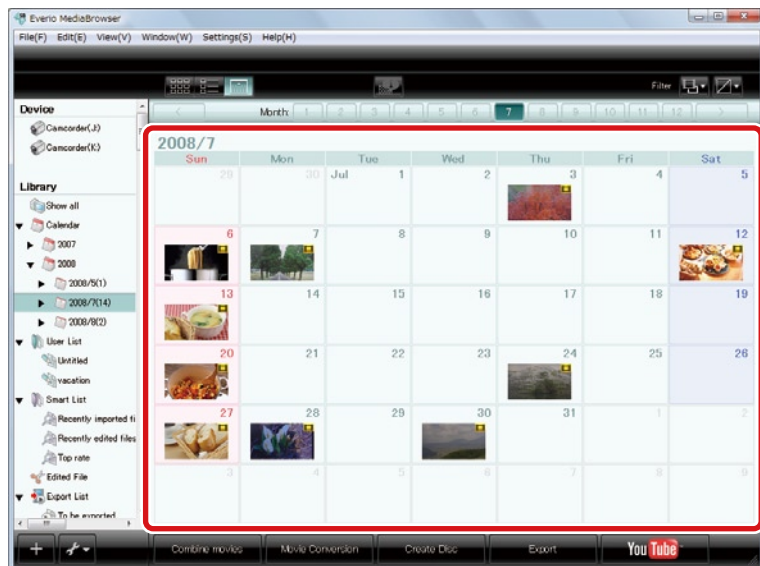 Everio MediaBrowser
File(F) Edit(E) View(V) Window(W) Settings(S) Help(H)
Filter
Device
Camcorder(J:)
Camcorder(K:)
Library
Show all
Calendar
2007
2008
2008/5(1)
2008/7(14)
2008/8(2)
User List
Untitled
vacation
Smart List
Recently imported fi
Recently edited files
Top rate
Edited File
Export List
To be exported
< Month: 1 2 3 4 5 6 7 8 9 10 11 12 >
2008/7
Sun Mon Tue Wed Thu Fri Sat
29 30 Jul 1 2 3 4 5
6 7 8 9 10 11 12
13 14 15 16 17 18 19
20 21 22 23 24 25 26
27 28 29 30 31 1 2
3 4 5 6 7 8 9
Combine movies Movie Conversion Create Disc Export YouTube